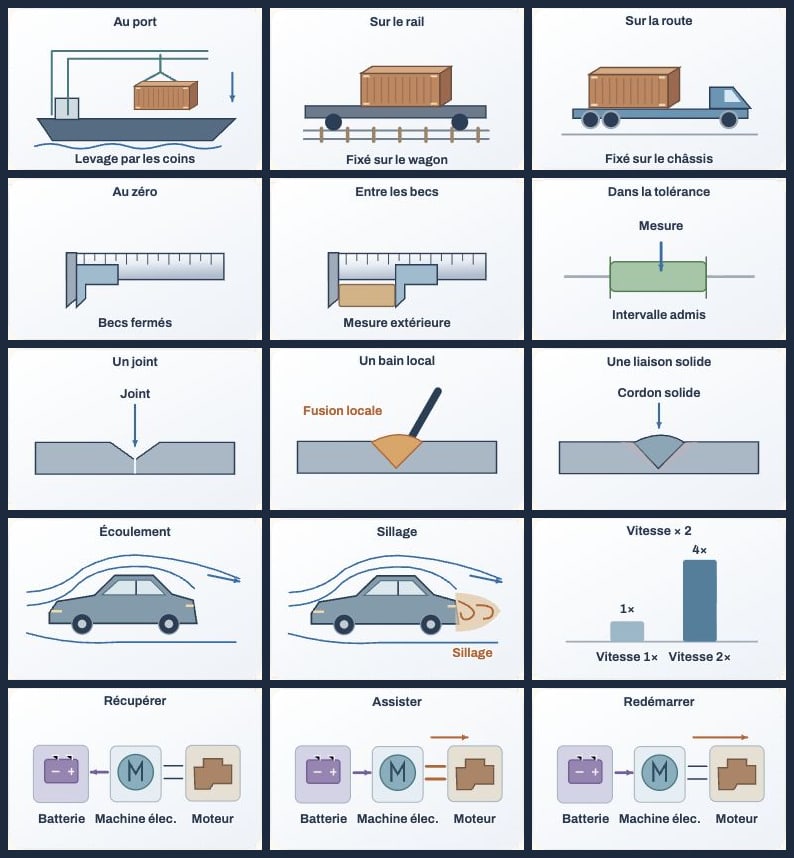 Au port
Levage par les coins
Sur le rail
Fixé sur le wagon
Sur la route
Fixé sur le châssis
Au zéro
Becs fermés
Entre les becs
Mesure extérieure
Dans la tolérance
Mesure
Intervalle admis
Un joint
Joint
Un bain local
Fusion locale
Une liaison solide
Cordon solide
Écoulement
Sillage
Sillage
Vitesse × 2
4×
1×
Vitesse 1× Vitesse 2×
Récupérer
M
Batterie Machine élec. Moteur
Assister
M
Batterie Machine élec. Moteur
Redémarrer
M
Batterie Machine élec. Moteur